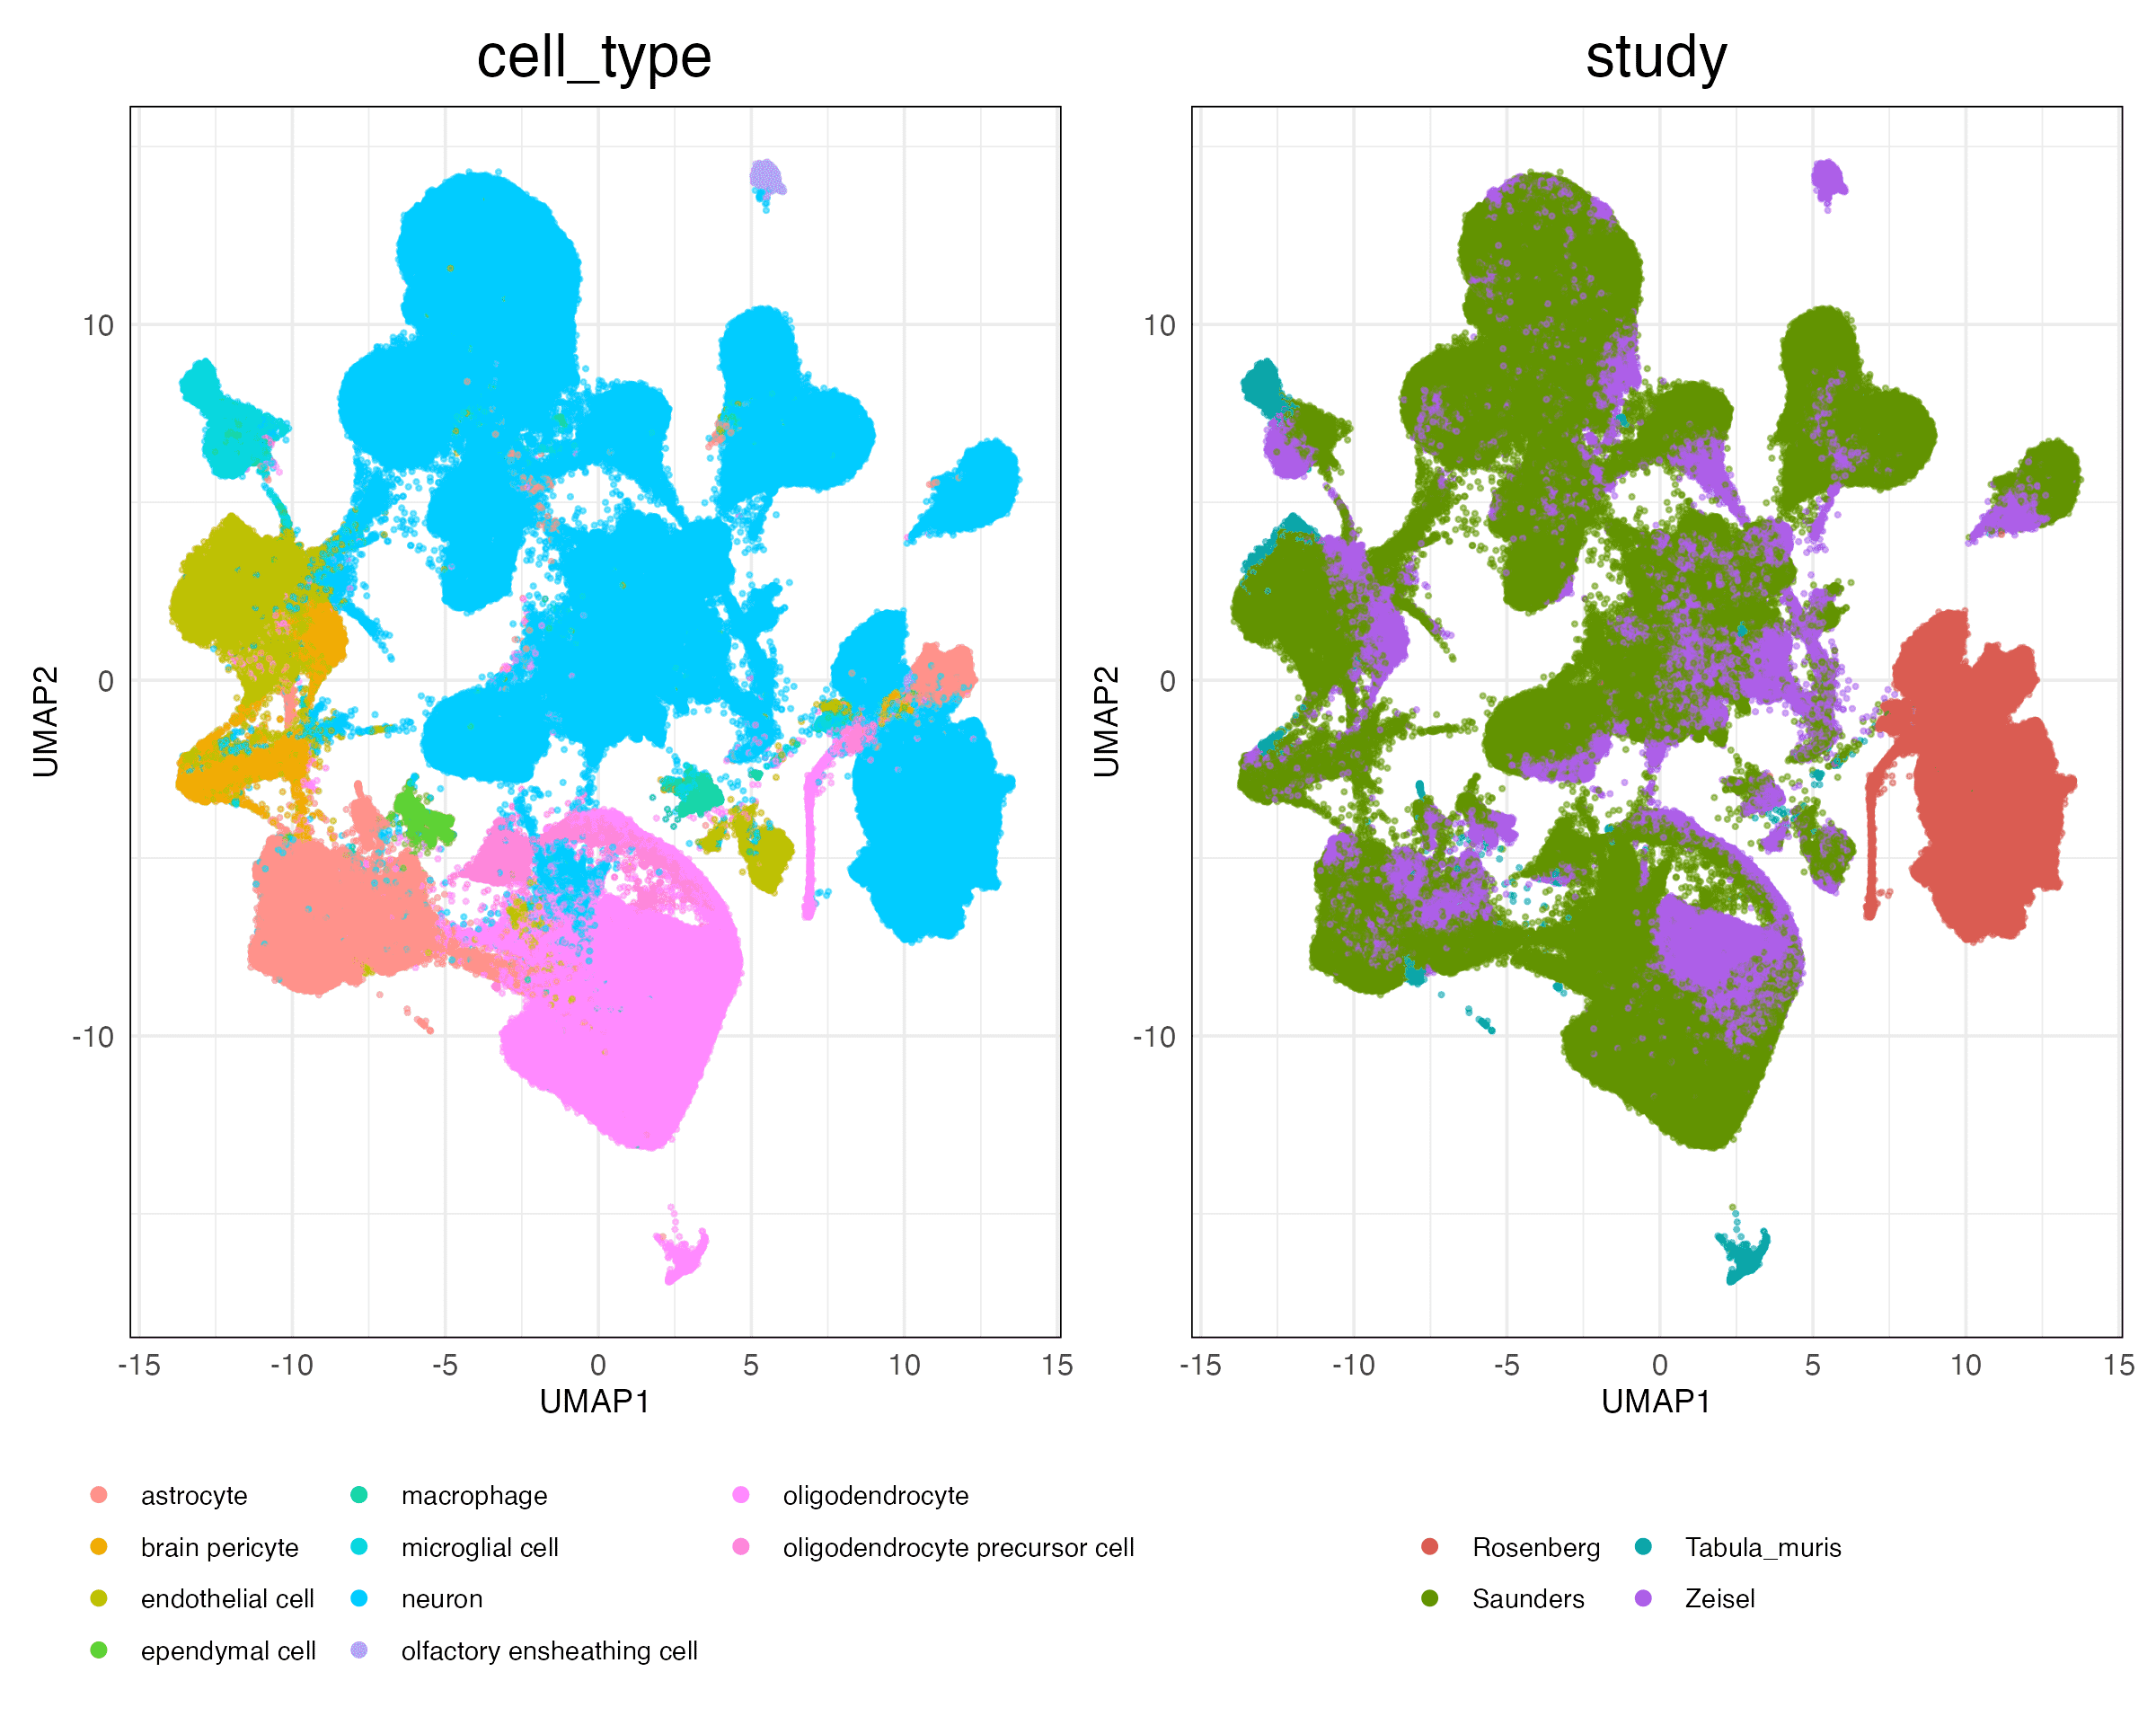 cell_type
study
10
0
-10
UMAP2
-15 -10 -5 0 5 10 15
UMAP1
10
0
-10
UMAP2
-15 -10 -5 0 5 10 15
UMAP1
astrocyte macrophage oligodendrocyte
brain pericyte microglial cell oligodendrocyte precursor cell
endothelial cell neuron
ependymal cell olfactory ensheathing cell
Rosenberg Tabula_muris
Saunders Zeisel